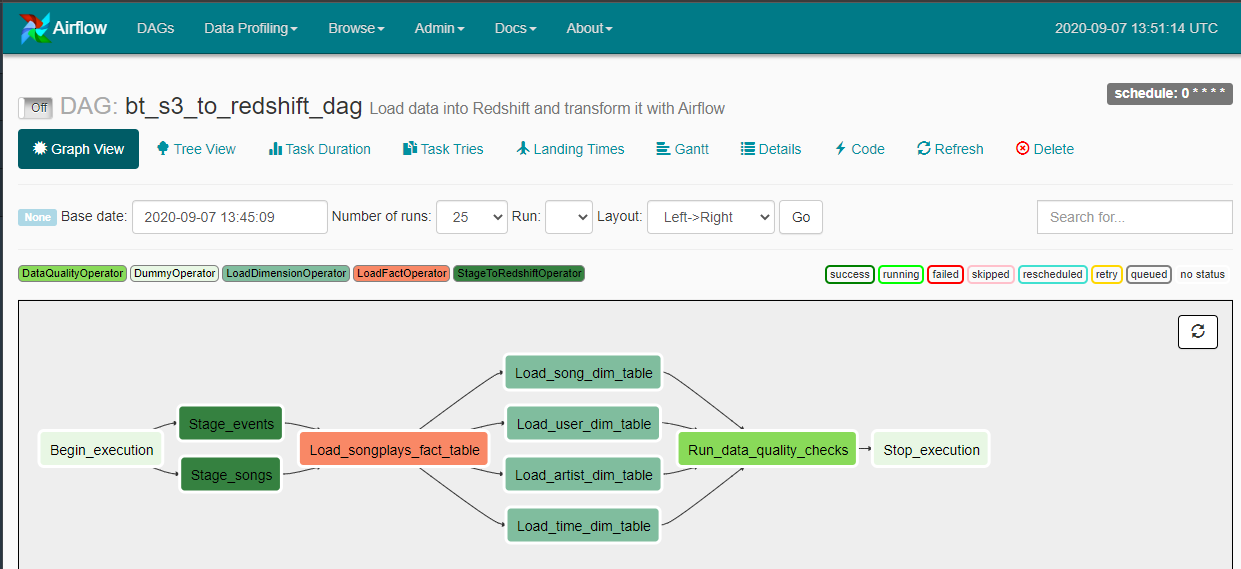 Airflow DAGs Data Profiling Browse Admin Docs About 2020-09-07 13:51:14 UTC
Off DAG: bt_s3_to_redshift_dag Load data into Redshift and transform it with Airflow schedule: 0 * * * *
Graph View Tree View Task Duration Task Tries Landing Times Gantt Details Code Refresh Delete
None Base date: 2020-09-07 13:45:09 Number of runs: 25 Run: Layout: Left->Right Go Search for...
DataQualityOperator DummyOperator LoadDimensionOperator LoadFactOperator StageToRedshiftOperator success running failed skipped rescheduled retry queued no status
Begin_execution
Stage_events
Stage_songs
Load_songplays_fact_table
Load_song_dim_table
Load_user_dim_table
Load_artist_dim_table
Load_time_dim_table
Run_data_quality_checks
Stop_execution